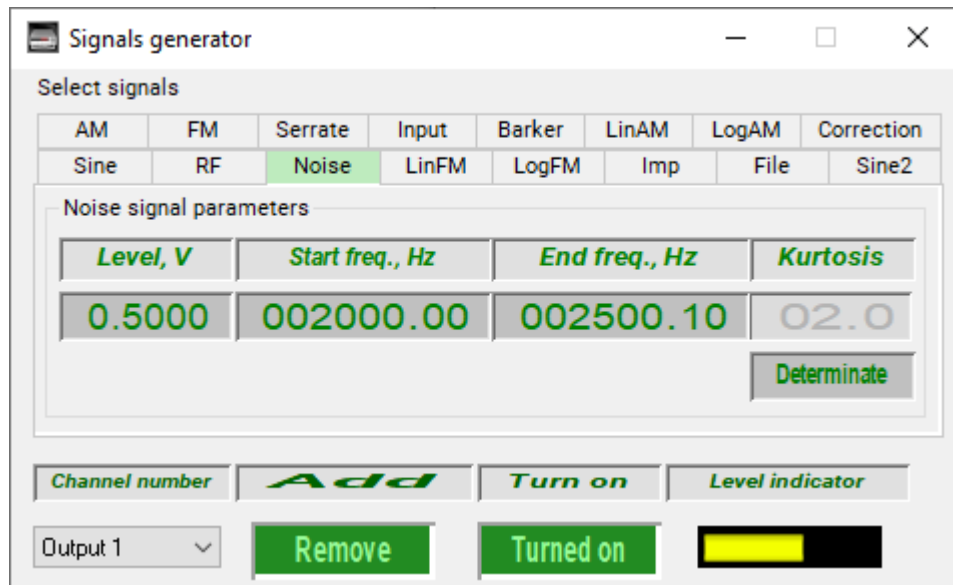 Signals generator
Select signals
AM FM Serrate Input Barker LinAM LogAM Correction
Sine RF Noise LinFM LogFM Imp File Sine2
Noise signal parameters
Level, V Start freq., Hz End freq., Hz Kurtosis
0.5000 002000.00 002500.10 02.0
Determinate
Channel number Add Turn on Level indicator
Output 1 Remove Turned on